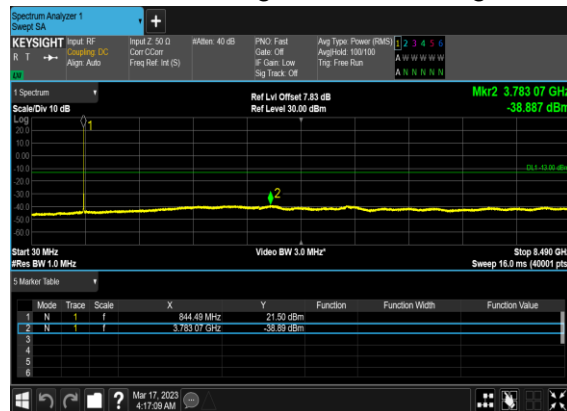 Spectrum Analyzer 1
Swept SA
+
KEYSIGHT Input: RF Input Z: 50 Ω #Atten: 40 dB PNO: Fast Avg Type: Power (RMS) 1 2 3 4 5 6
R T Coupling: DC Corr CCorr Gate: Off Avg|Hold: 100/100 A W W W W W
Align: Auto Freq Ref: Int (S) IF Gain: Low Trig: Free Run
Sig Track: Off A N N N N N
1 Spectrum Ref Lvl Offset 7.83 dB Mkr2 3.783 07 GHz
Scale/Div 10 dB Ref Level 30.00 dBm -38.887 dBm
Log
20.0
10.0
0.00
-10.0
-20.0
-30.0
-40.0
-50.0
-60.0
1
DL1 -13.00 dBm
2
Start 30 MHz Video BW 3.0 MHz* Stop 8.490 GHz
#Res BW 1.0 MHz Sweep 16.0 ms (40001 pts)
5 Marker Table
Mode Trace Scale X Y Function Function Width Function Value
1 N 1 f 844.49 MHz 21.50 dBm
2 N 1 f 3.783 07 GHz -38.89 dBm
3
4
5
6
? Mar 17, 2023
4:17:09 AM